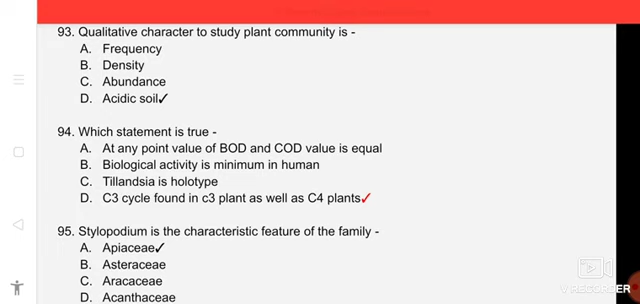 93. Qualitative character to study plant community is -
A. Frequency
B. Density
C. Abundance
D. Acidic soil✓
94. Which statement is true -
A. At any point value of BOD and COD value is equal
B. Biological activity is minimum in human
C. Tillandsia is holotype
D. C3 cycle found in c3 plant as well as C4 plants✓
95. Stylopodium is the characteristic feature of the family -
A. Apiaceae✓
B. Asteraceae
C. Aracaceae
D. Acanthaceae
V RECORDER